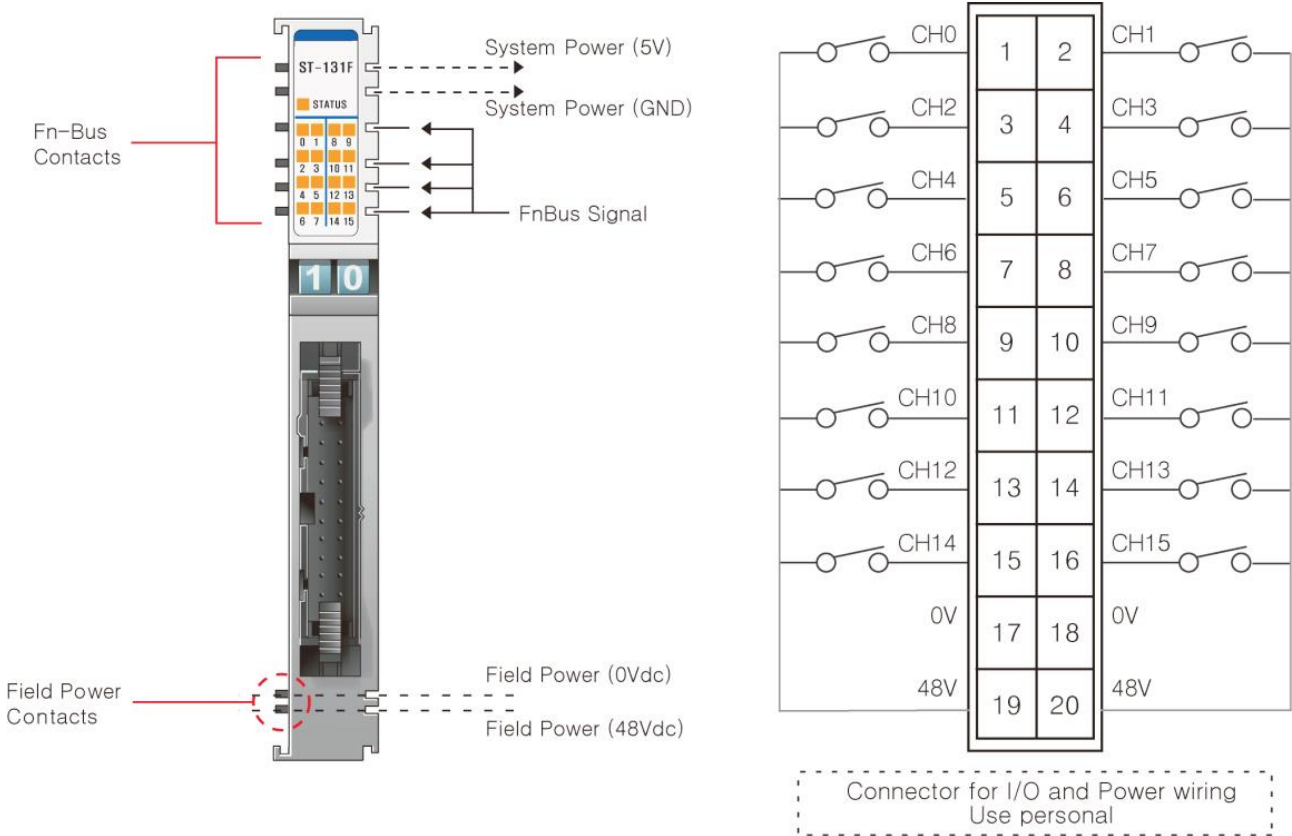 System Power (5V)
ST-131F
STATUS
System Power (GND)
Fn-Bus
Contacts
0 1 8 9
2 3 10 11
4 5 12 13
6 7 14 15
FnBus Signal
10
Field Power (0Vdc)
Field Power
Contacts
Field Power (48Vdc)
CH0 1 2 CH1
CH2 3 4 CH3
CH4 5 6 CH5
CH6 7 8 CH7
CH8 9 10 CH9
CH10 11 12 CH11
CH12 13 14 CH13
CH14 15 16 CH15
0V 17 18 0V
48V 19 20 48V
Connector for I/O and Power wiring
Use personal